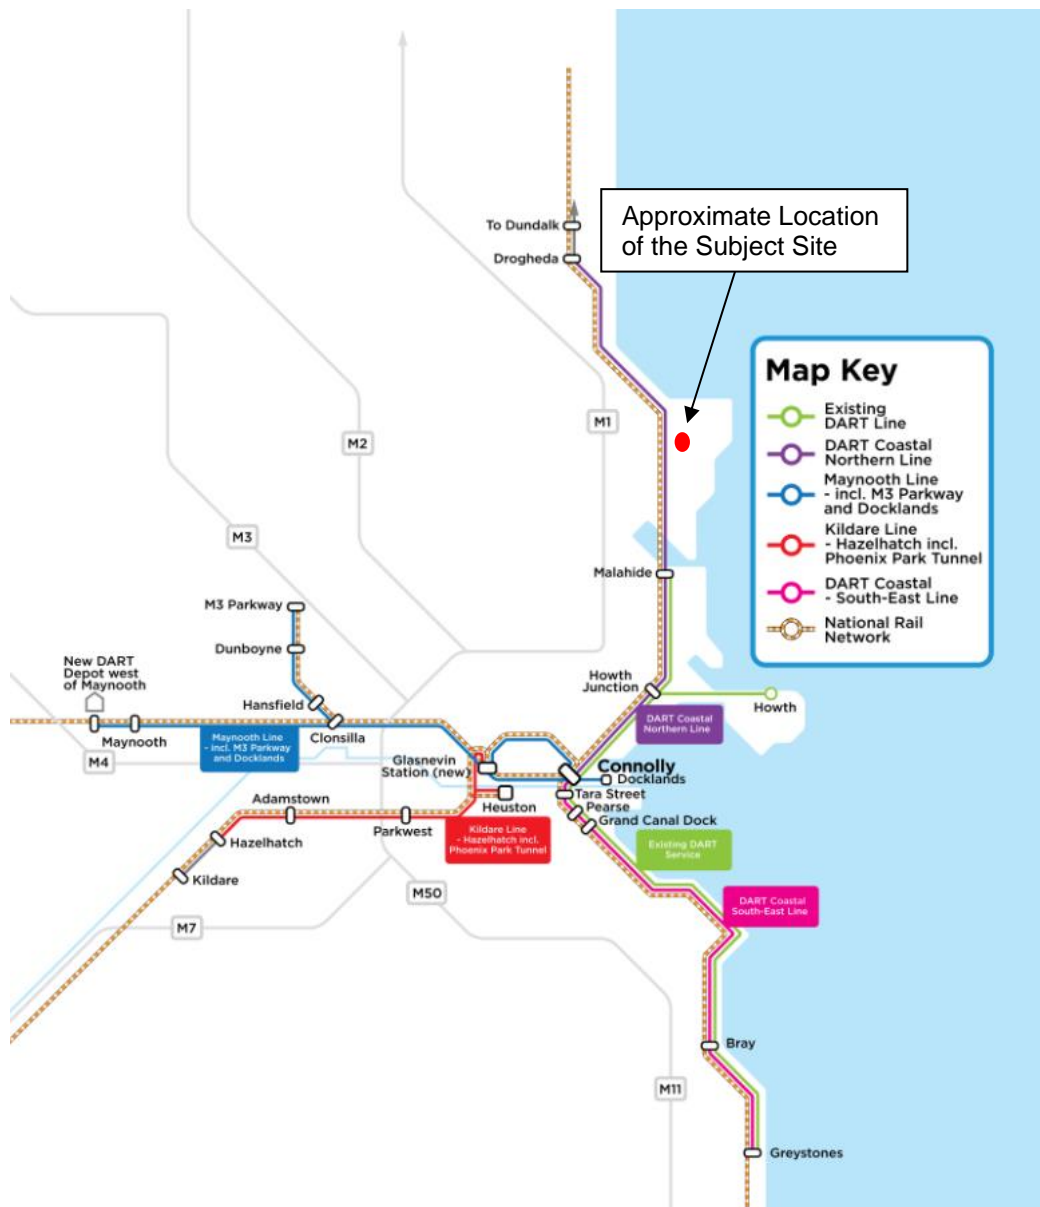 Approximate Location
of the Subject Site
To Dundalk
Drogheda
Map Key
Existing
DART Line
DART Coastal
Northern Line
Maynooth Line
- incl. M3 Parkway
and Docklands
Kildare Line
- Hazelhatch incl.
Phoenix Park Tunnel
DART Coastal
- South-East Line
National Rail
Network
M1
M2
M3
Malahide
M3 Parkway
Dunboyne
New DART
Depot west
of Maynooth
Hansfield
Howth
Junction
Howth
DART Coastal
Northern Line
Maynooth
Maynooth Line
- incl. M3 Parkway
and Docklands
Clonsilla
M4
Glasnevin
Station (new)
Connolly
Docklands
Tara Street
Pearse
Grand Canal Dock
Heuston
Adamstown
Parkwest
Hazelhatch
Kildare Line
- Hazelhatch incl.
Phoenix Park Tunnel
Existing DART
Service
Kildare
M50
DART Coastal
South-East Line
M7
Bray
M11
Greystones